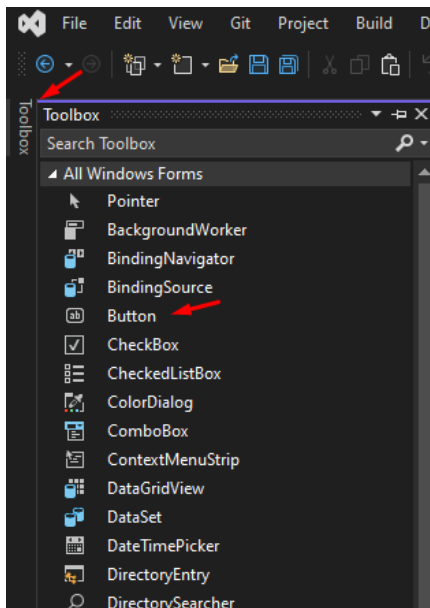 File Edit View Git Project Build D
Toolbox
Toolbox
Search Toolbox
All Windows Forms
Pointer
BackgroundWorker
BindingNavigator
BindingSource
Button
CheckBox
CheckedListBox
ColorDialog
ComboBox
ContextMenuStrip
DataGridView
DataSet
DateTimePicker
DirectoryEntry
DirectorySearcher